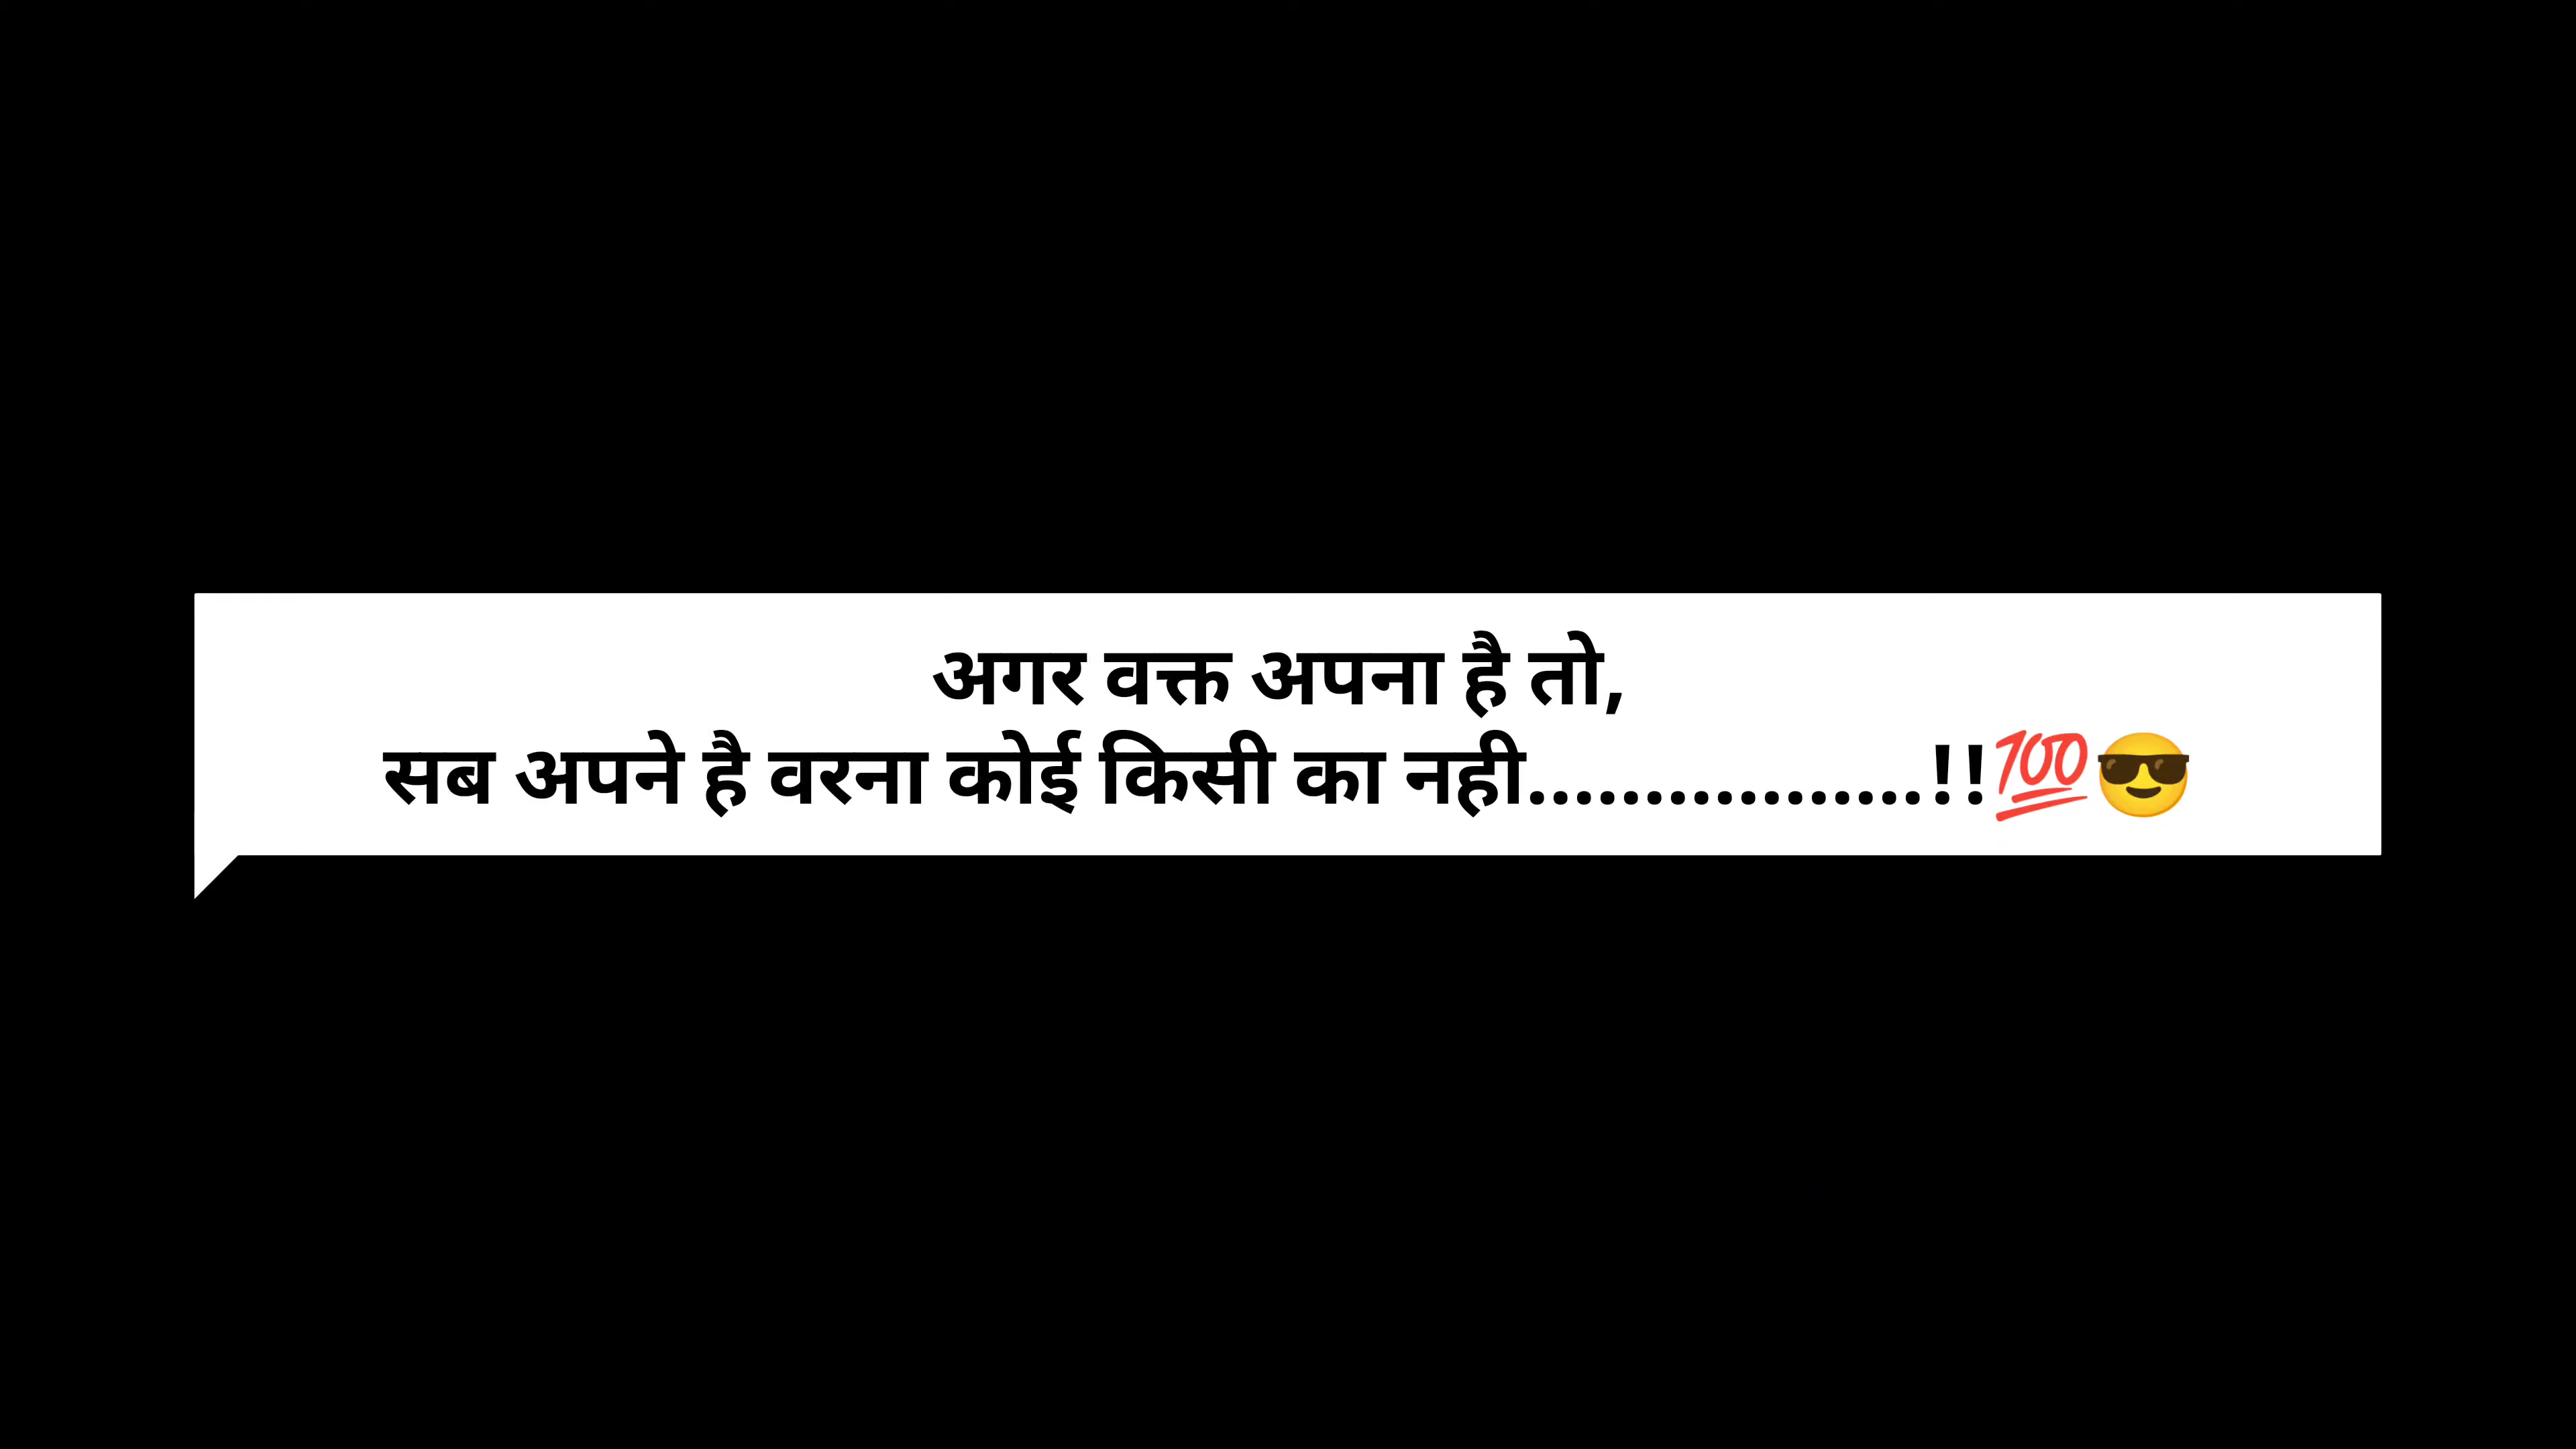 अगर वक्त अपना है तो,
सब अपने है वरना कोई किसी का नही.................!!💯😎